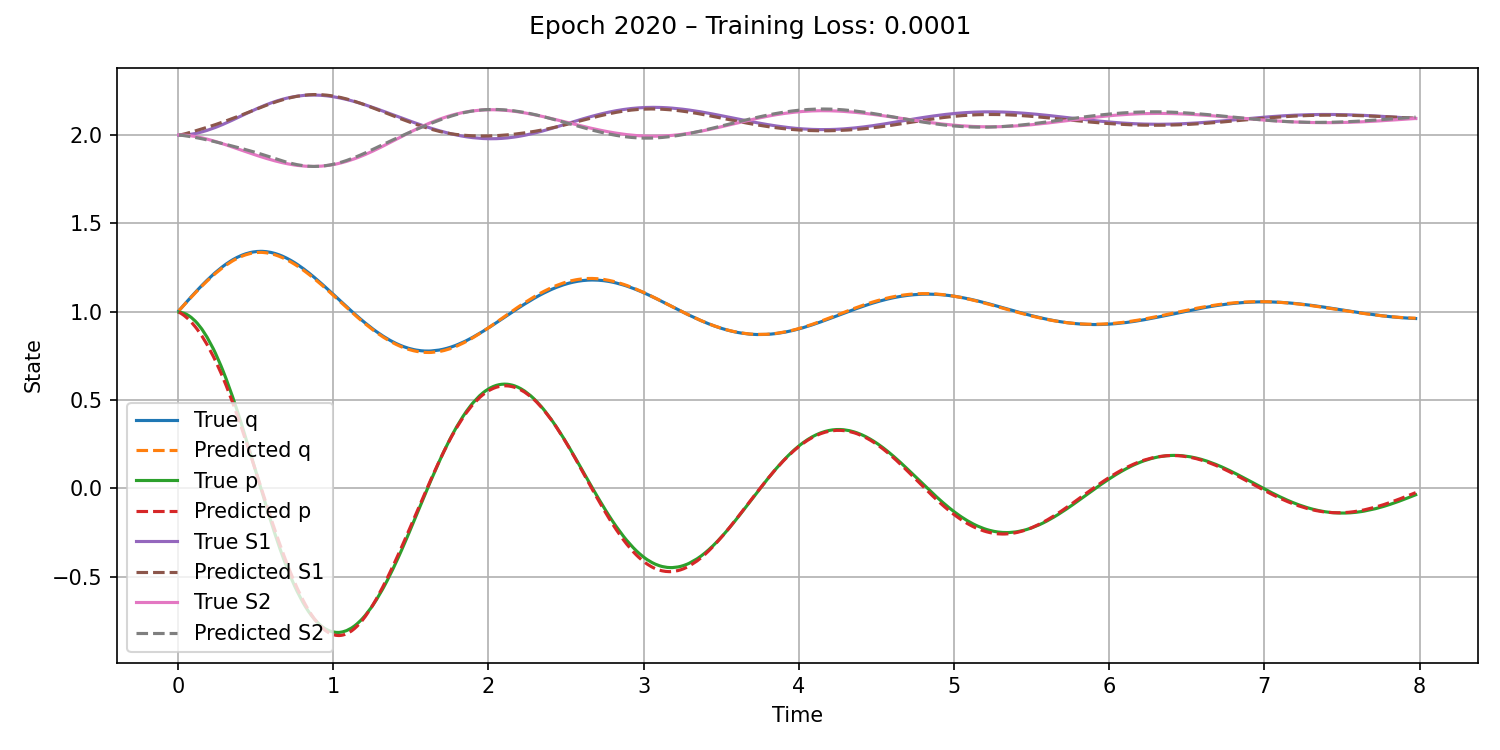 Epoch 2020 – Training Loss: 0.0001
State
2.0
1.5
1.0
0.5
0.0
−0.5
True q
Predicted q
True p
Predicted p
True S1
Predicted S1
True S2
Predicted S2
0 1 2 3 4 5 6 7 8
Time